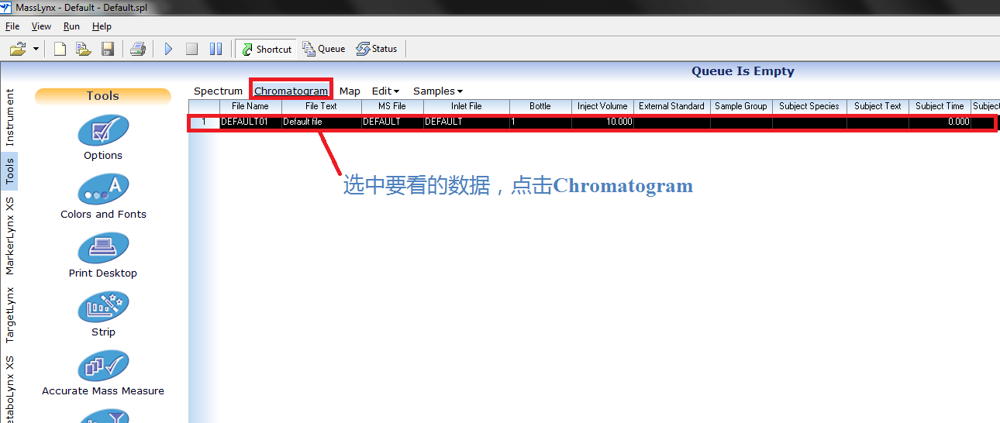 MassLynx - Default - Default.spl
File View Run Help
Shortcut Queue Status
Queue Is Empty
Instrument
Tools
MarkerLynx XS
TargetLynx
etaboLynx XS
Tools
Options
Colors and Fonts
Print Desktop
Strip
Accurate Mass Measure
Spectrum Chromatogram Map Edit Samples
File Name File Text MS File Inlet File Bottle Inject Volume External Standard Sample Group Subject Species Subject Text Subject Time Subject
1 DEFAULT01 Default file DEFAULT DEFAULT 1 10.000 0.000
选中要看的数据，点击Chromatogram